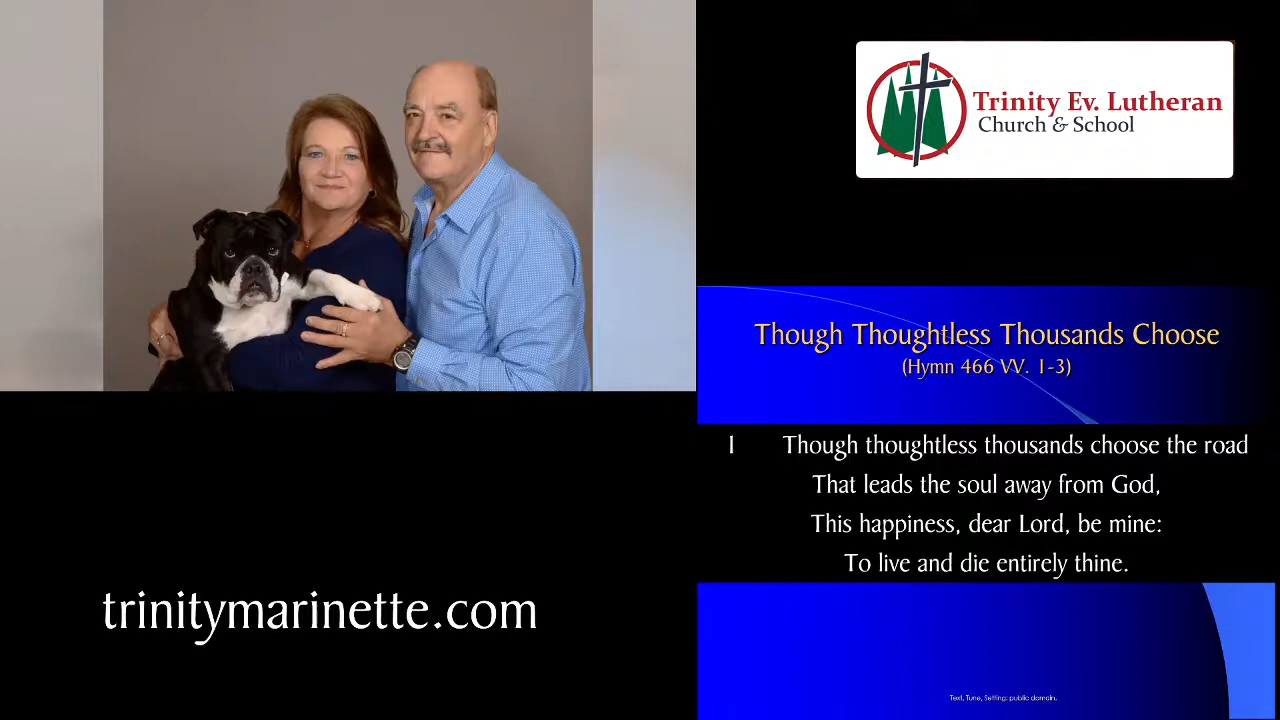 Trinity Ev. Lutheran
Church & School
Though Thoughtless Thousands Choose
(Hymn 466 VV. 1-3)
1 Though thoughtless thousands choose the road
That leads the soul away from God,
This happiness, dear Lord, be mine:
To live and die entirely thine.
trinitymarinette.com
Text, Tune, Setting: public domain.